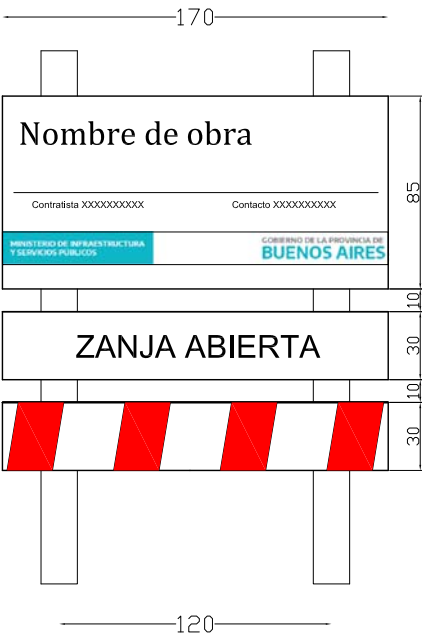 170
Nombre de obra
Contratista XXXXXXXXXX Contacto XXXXXXXXXX
85
MINISTERIO DE INFRAESTRUCTURA
Y SERVICIOS PÚBLICOS
GOBIERNO DE LA PROVINCIA DE
BUENOS AIRES
10
ZANJA ABIERTA
30
10
30
120